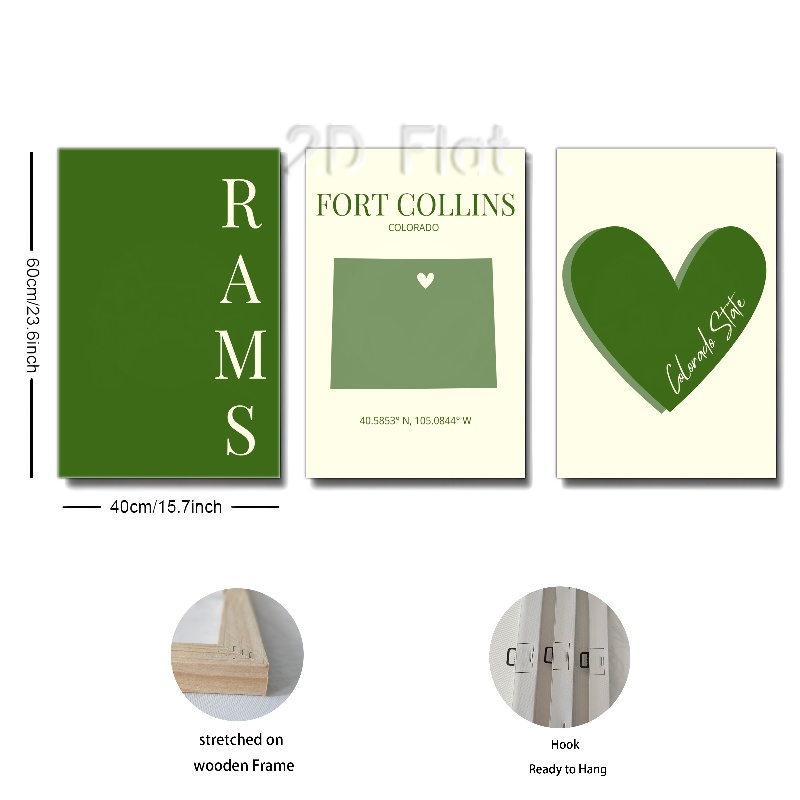 2D Flat
R
A
M
S
FORT COLLINS
COLORADO
40.5853° N, 105.0844° W
Colorado State
60cm/23.6inch
40cm/15.7inch
stretched on
wooden Frame
Hook
Ready to Hang